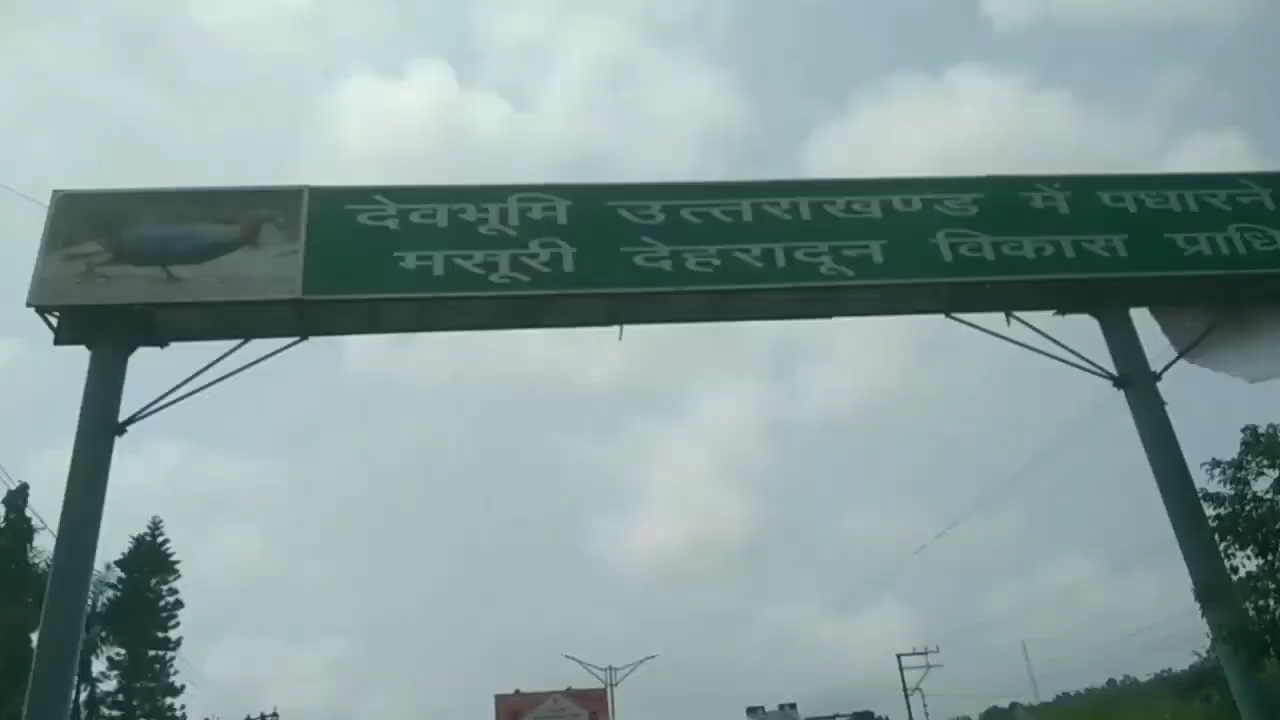 देवभूमि उत्तराखण्ड में पधारने
मसूरी देहरादून विकास प्राधि